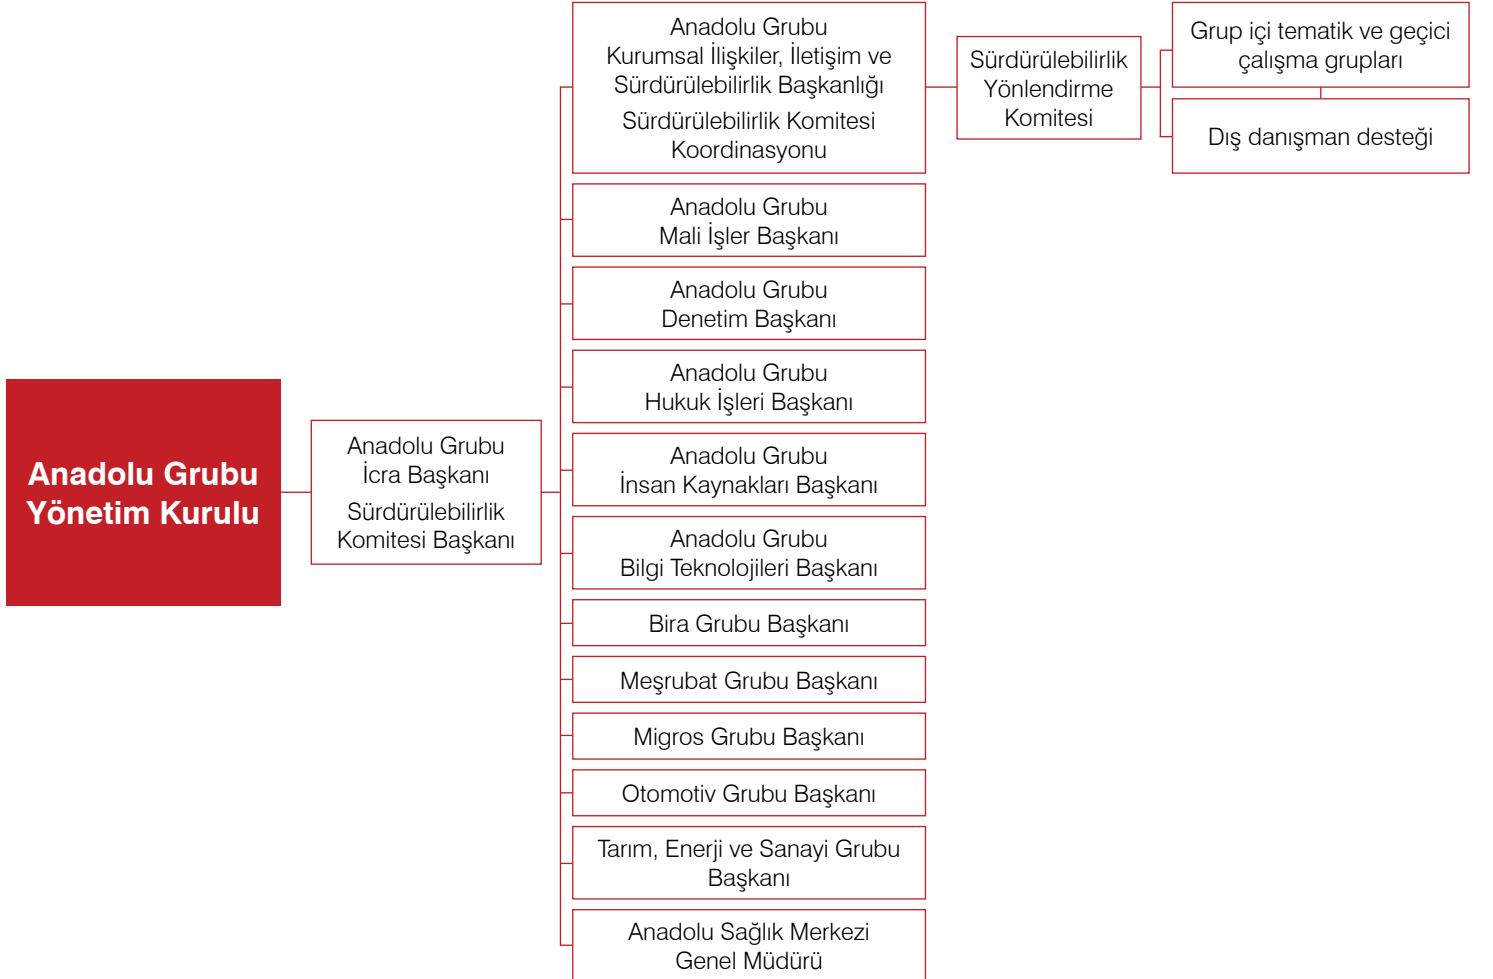 Anadolu Grubu
Yönetim Kurulu
Anadolu Grubu
İcra Başkanı
Sürdürülebilirlik
Komitesi Başkanı
Anadolu Grubu
Kurumsal İlişkiler, İletişim ve
Sürdürülebilirlik Başkanlığı
Sürdürülebilirlik Komitesi
Koordinasyonu
Sürdürülebilirlik
Yönlendirme
Komitesi
Grup içi tematik ve geçici
çalışma grupları
Dış danışman desteği
Anadolu Grubu
Mali İşler Başkanı
Anadolu Grubu
Denetim Başkanı
Anadolu Grubu
Hukuk İşleri Başkanı
Anadolu Grubu
İnsan Kaynakları Başkanı
Anadolu Grubu
Bilgi Teknolojileri Başkanı
Bira Grubu Başkanı
Meşrubat Grubu Başkanı
Migros Grubu Başkanı
Otomotiv Grubu Başkanı
Tarım, Enerji ve Sanayi Grubu
Başkanı
Anadolu Sağlık Merkezi
Genel Müdürü